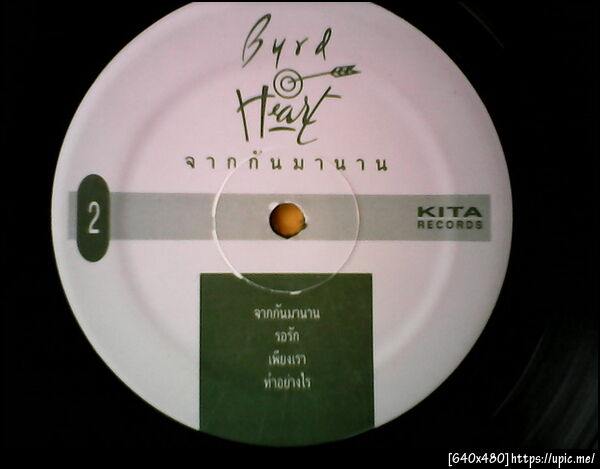 Byrd
Heart
จากกันมานาน
2
KITA
RECORDS
จากกันมานาน
รอรัก
เพียงเรา
ทำอย่างไร
[640x480]https://upic.me/